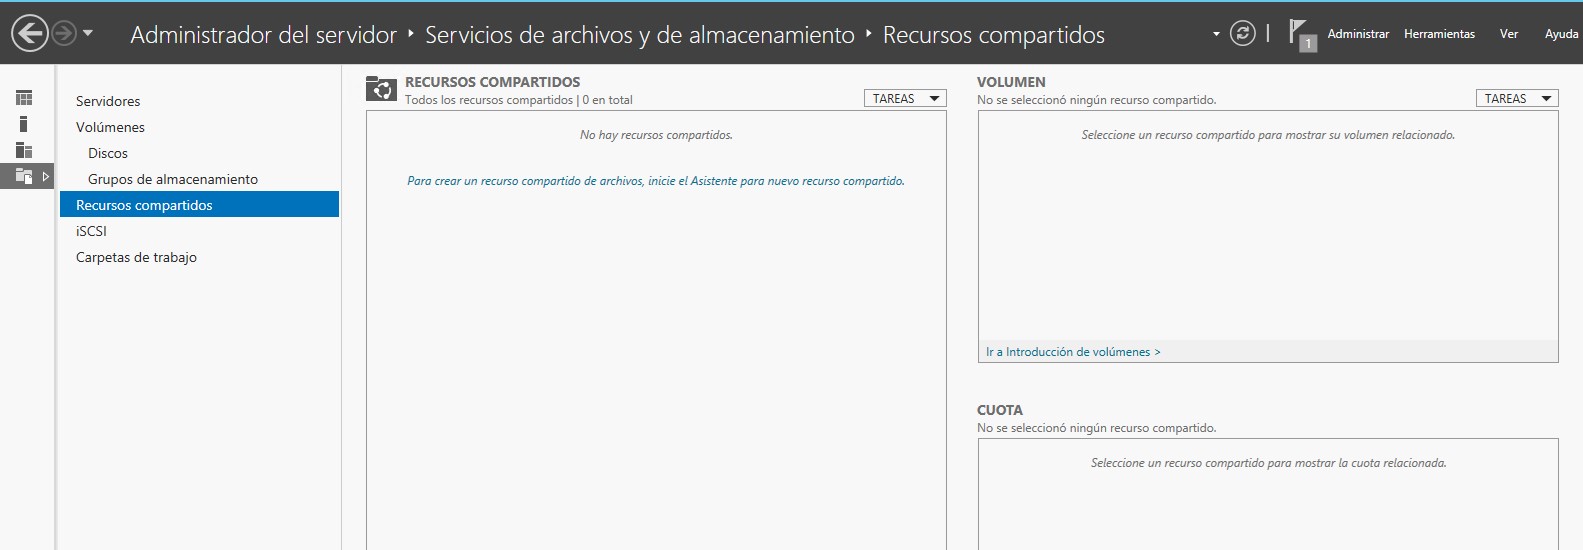 Administrador del servidor ‣ Servicios de archivos y de almacenamiento ‣ Recursos compartidos
1
Administrar Herramientas Ver Ayuda
Servidores
Volúmenes
Discos
Grupos de almacenamiento
Recursos compartidos
iSCSI
Carpetas de trabajo
RECURSOS COMPARTIDOS
Todos los recursos compartidos | 0 en total
TAREAS
No hay recursos compartidos.
Para crear un recurso compartido de archivos, inicie el Asistente para nuevo recurso compartido.
VOLUMEN
No se seleccionó ningún recurso compartido.
TAREAS
Seleccione un recurso compartido para mostrar su volumen relacionado.
Ir a Introducción de volúmenes >
CUOTA
No se seleccionó ningún recurso compartido.
Seleccione un recurso compartido para mostrar la cuota relacionada.